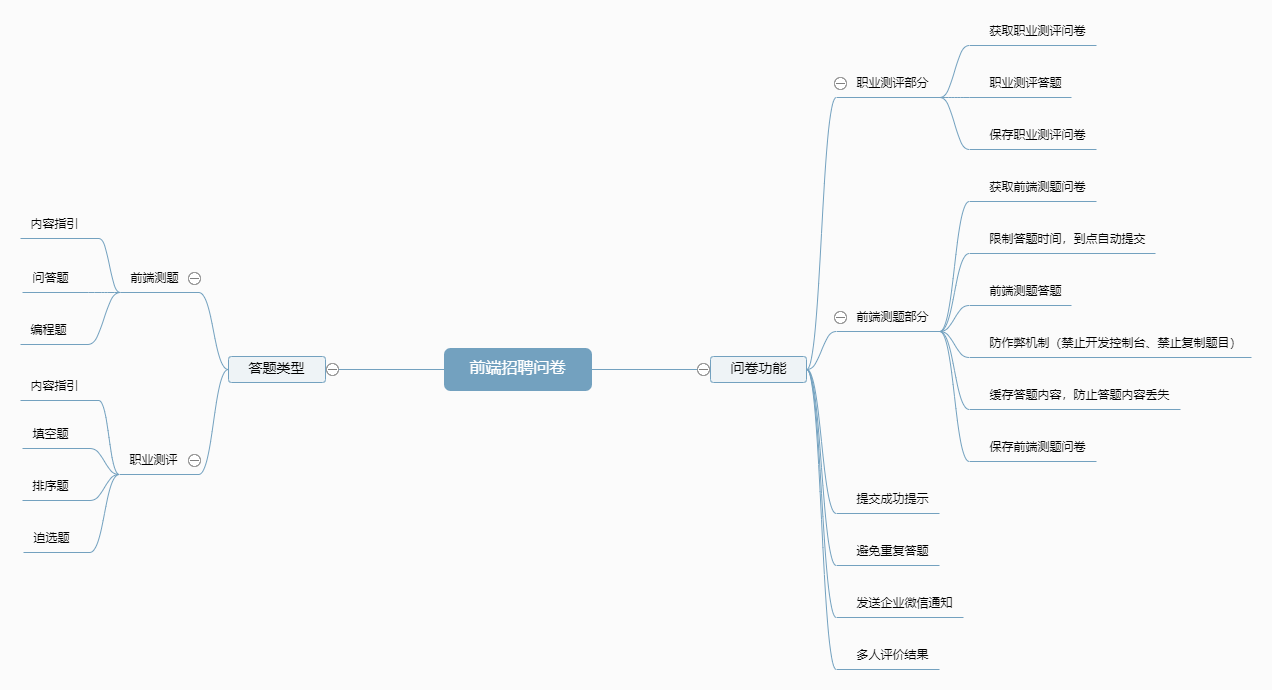 前端招聘问卷
答题类型
前端测题
内容指引
问答题
编程题
职业测评
内容指引
填空题
排序题
迫选题
问卷功能
职业测评部分
获取职业测评问卷
职业测评答题
保存职业测评问卷
前端测题部分
获取前端测题问卷
限制答题时间，到点自动提交
前端测题答题
防作弊机制（禁止开发控制台、禁止复制题目）
缓存答题内容，防止答题内容丢失
保存前端测题问卷
提交成功提示
避免重复答题
发送企业微信通知
多人评价结果